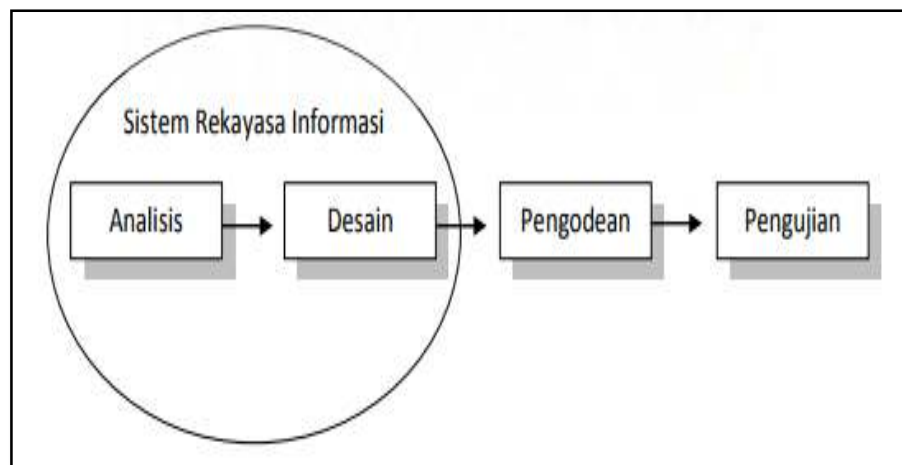 Sistem Rekayasa Informasi
Analisis
Desain
Pengodean
Pengujian